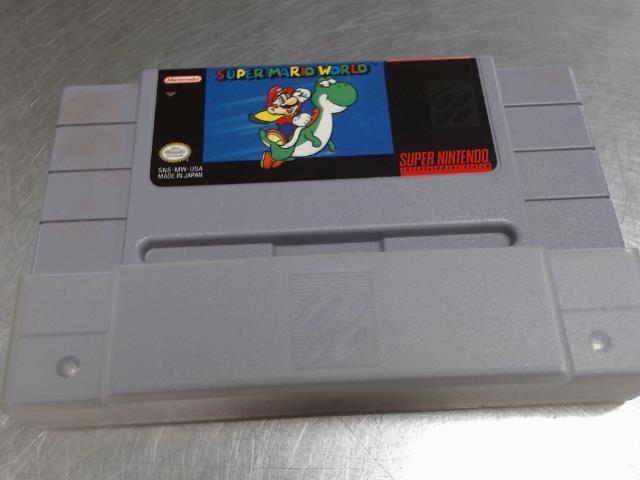 Nintendo
SUPER MARIO WORLD
SNS-MW-USA
MADE IN JAPAN
SUPER NINTENDO
ENTERTAINMENT SYSTEM